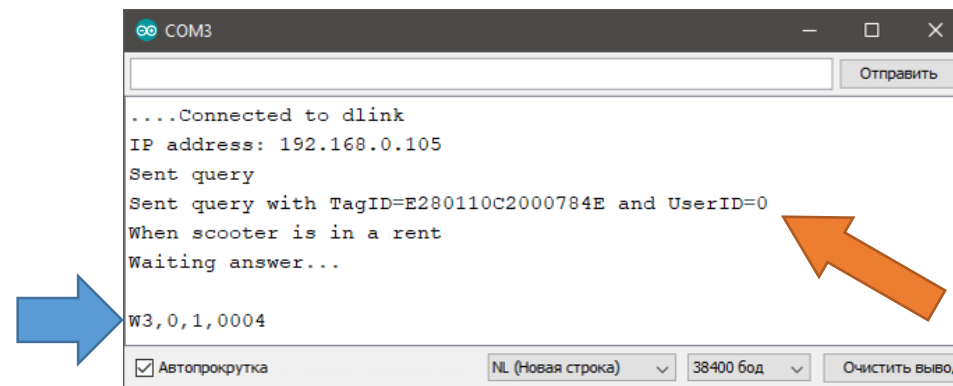 COM3
Отправить
....Connected to dlink
IP address: 192.168.0.105
Sent query
Sent query with TagID=E280110C2000784E and UserID=0
When scooter is in a rent
Waiting answer...
W3,0,1,0004
Автопрокрутка
NL (Новая строка)
38400 бод
Очистить выво